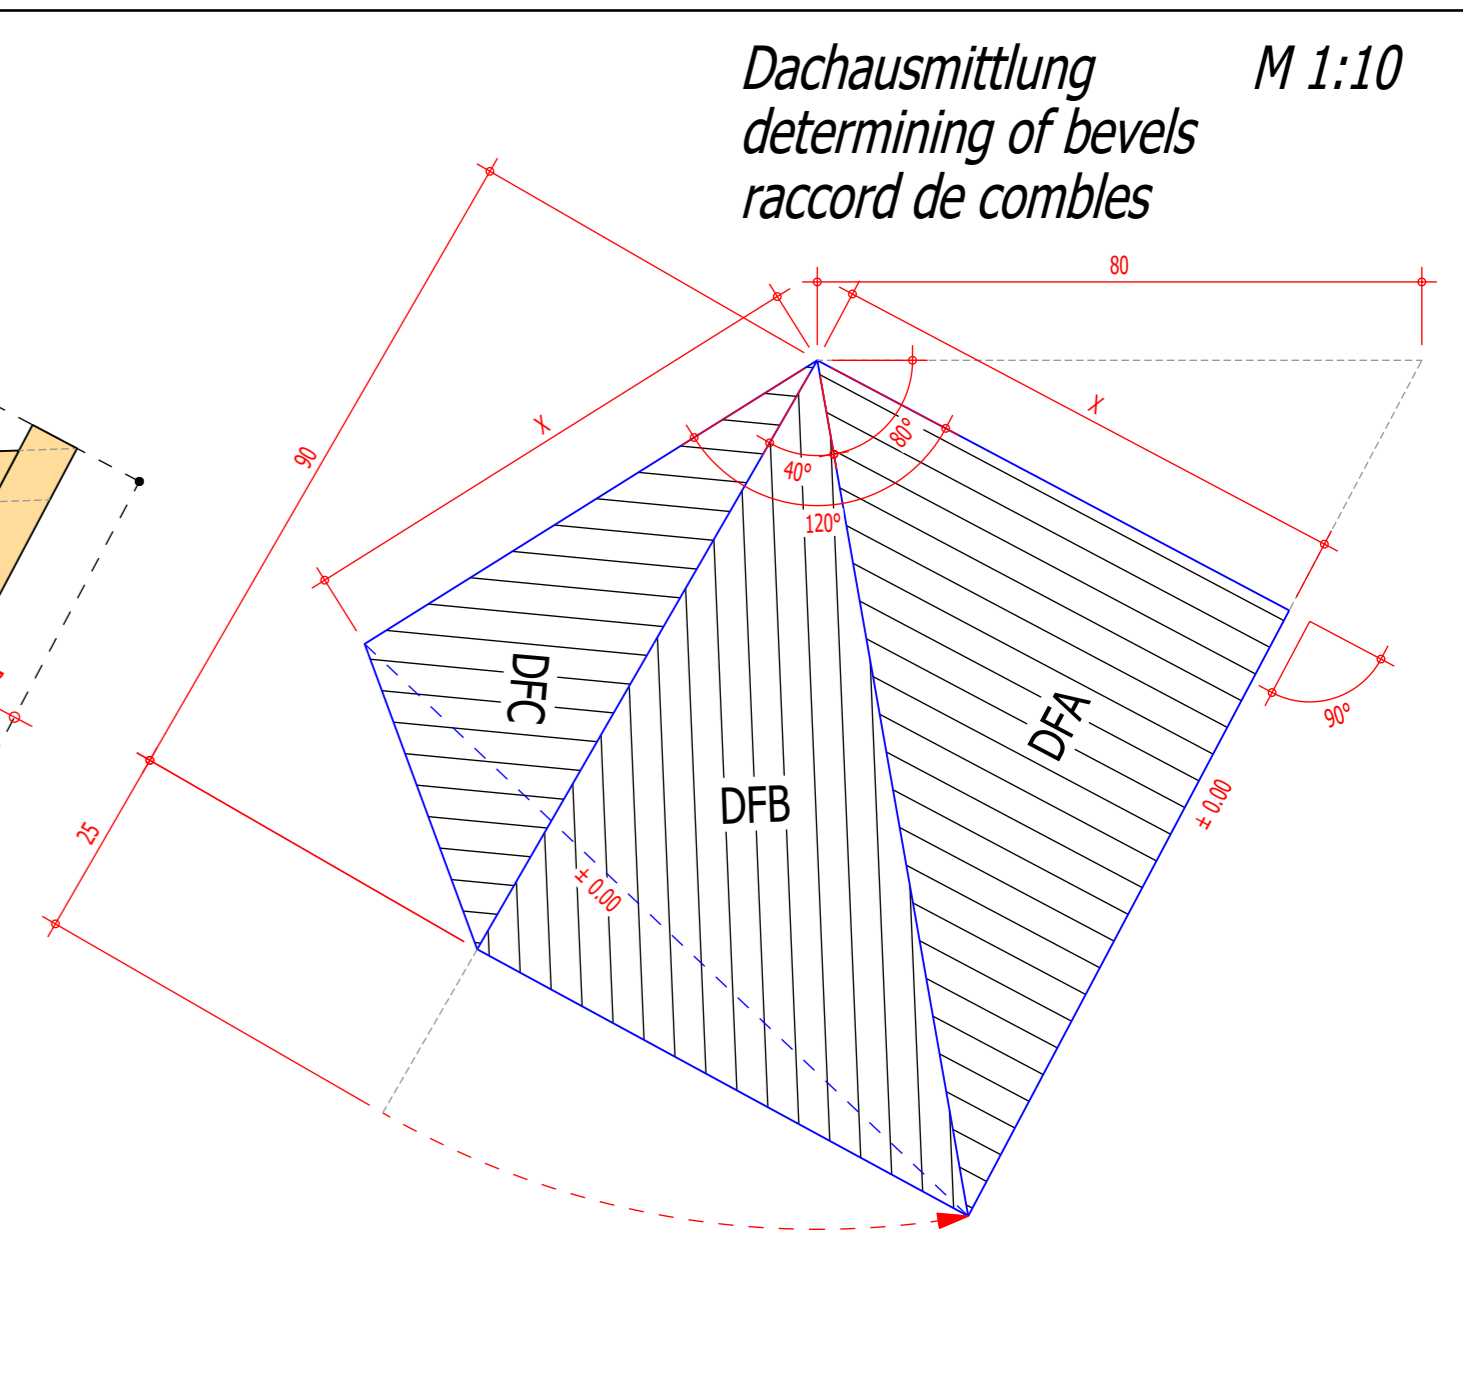 Dachausmittlung M 1:10
determining of bevels
raccord de combles
80
X
X
90
80°
40°
120°
DFC
DFA
90°
± 0.00
DFB
25
± 0.00